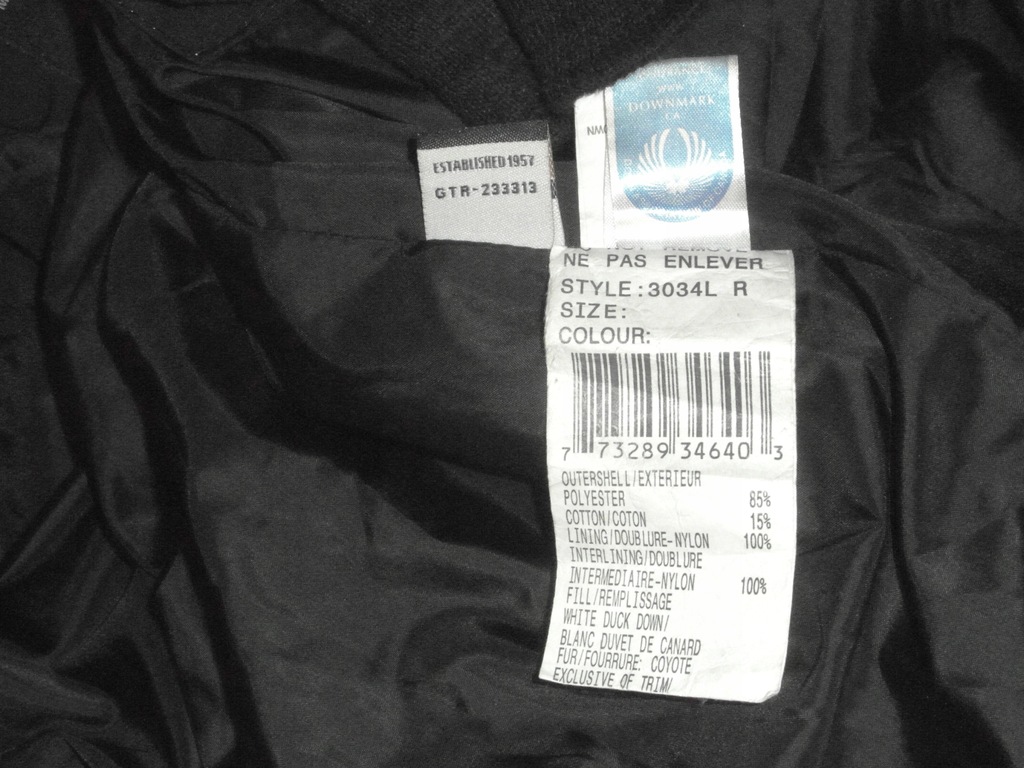 ESTABLISHED 1957
GTR-233313
WWW
DOWNMARK
CA
NE PAS ENLEVER
STYLE:3034L R
SIZE:
COLOUR:
7 73289 34640 3
OUTERSHELL/EXTERIEUR
POLYESTER 85%
COTTON/COTON 15%
LINING/DOUBLURE-NYLON 100%
INTERLINING/DOUBLURE
INTERMEDIAIRE-NYLON 100%
FILL/REMPLISSAGE
WHITE DUCK DOWN/
BLANC DUVET DE CANARD
FUR/FOURRURE: COYOTE
EXCLUSIVE OF TRIM/